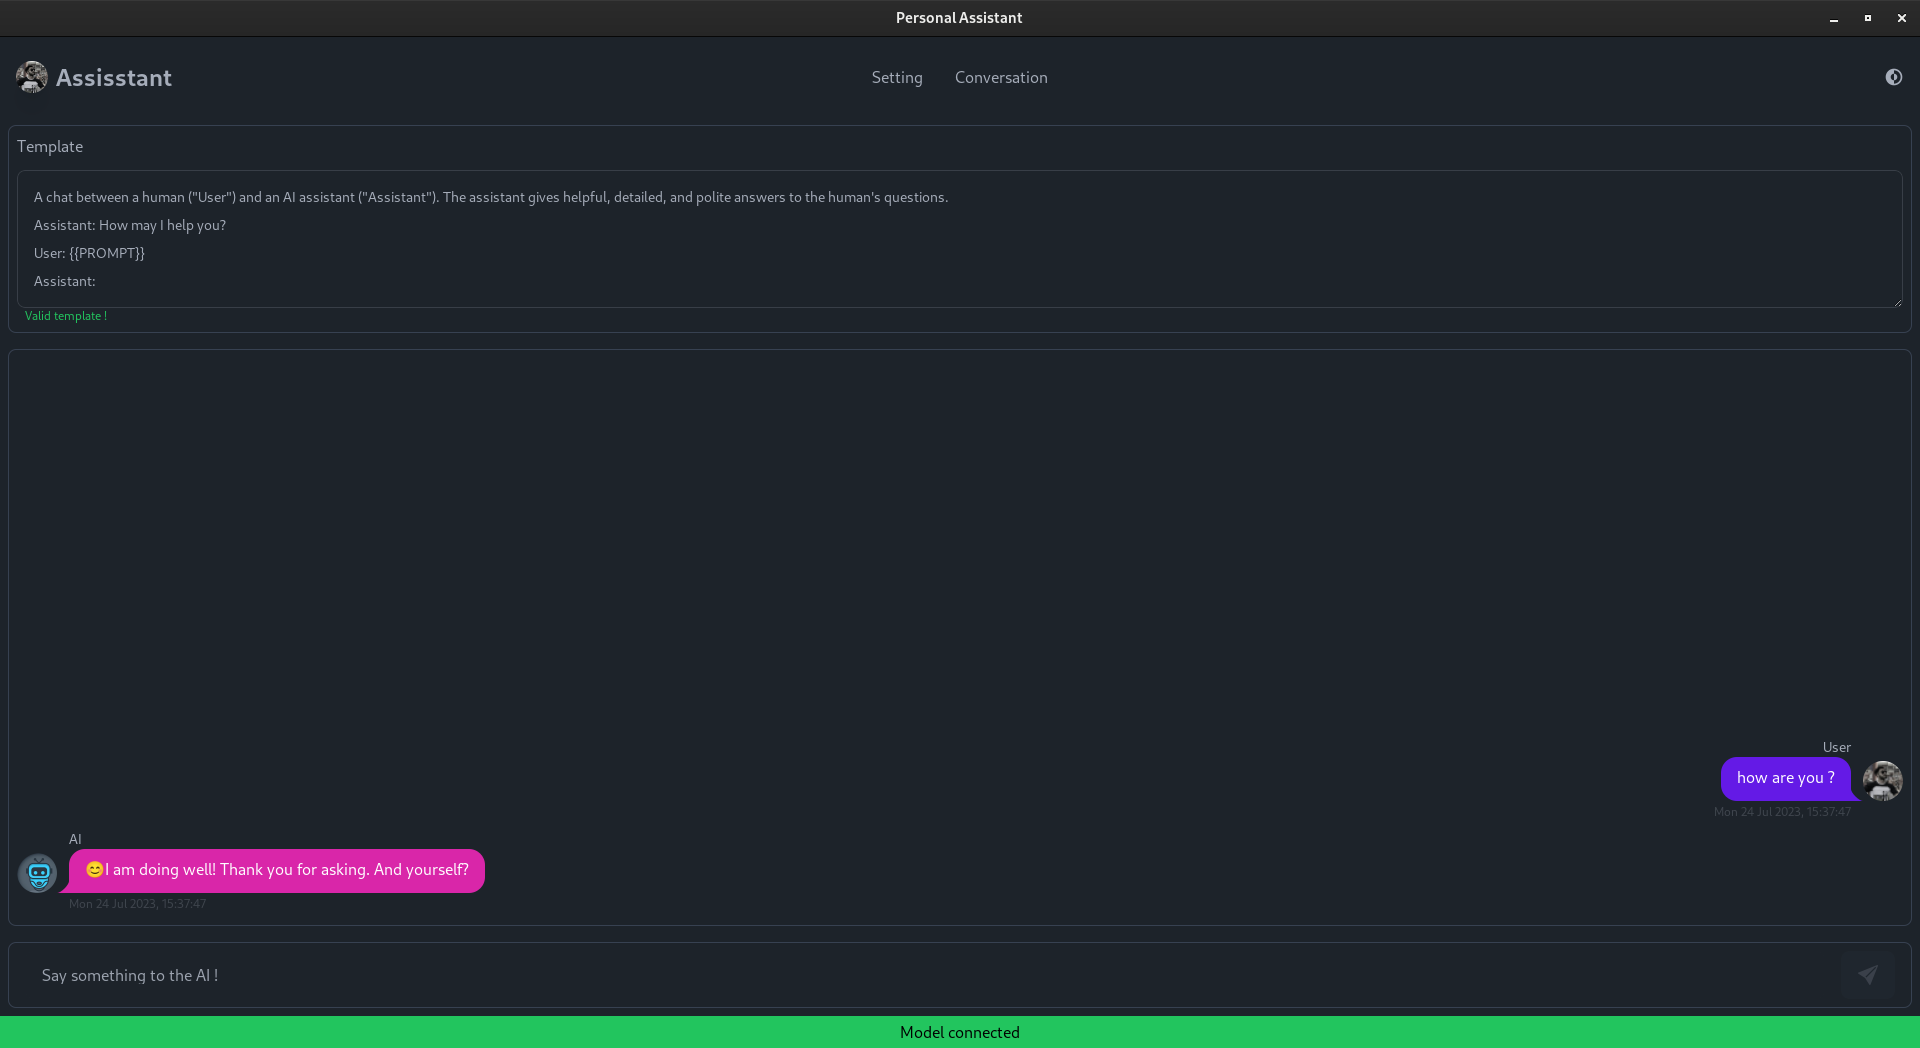 Personal Assistant
Assisstant
Setting
Conversation
Template
A chat between a human ("User") and an AI assistant ("Assistant"). The assistant gives helpful, detailed, and polite answers to the human's questions.
Assistant: How may I help you?
User: {{PROMPT}}
Assistant:
Valid template !
User
how are you ?
Mon 24 Jul 2023, 15:37:47
AI
😊I am doing well! Thank you for asking. And yourself?
Mon 24 Jul 2023, 15:37:47
Say something to the AI !
Model connected